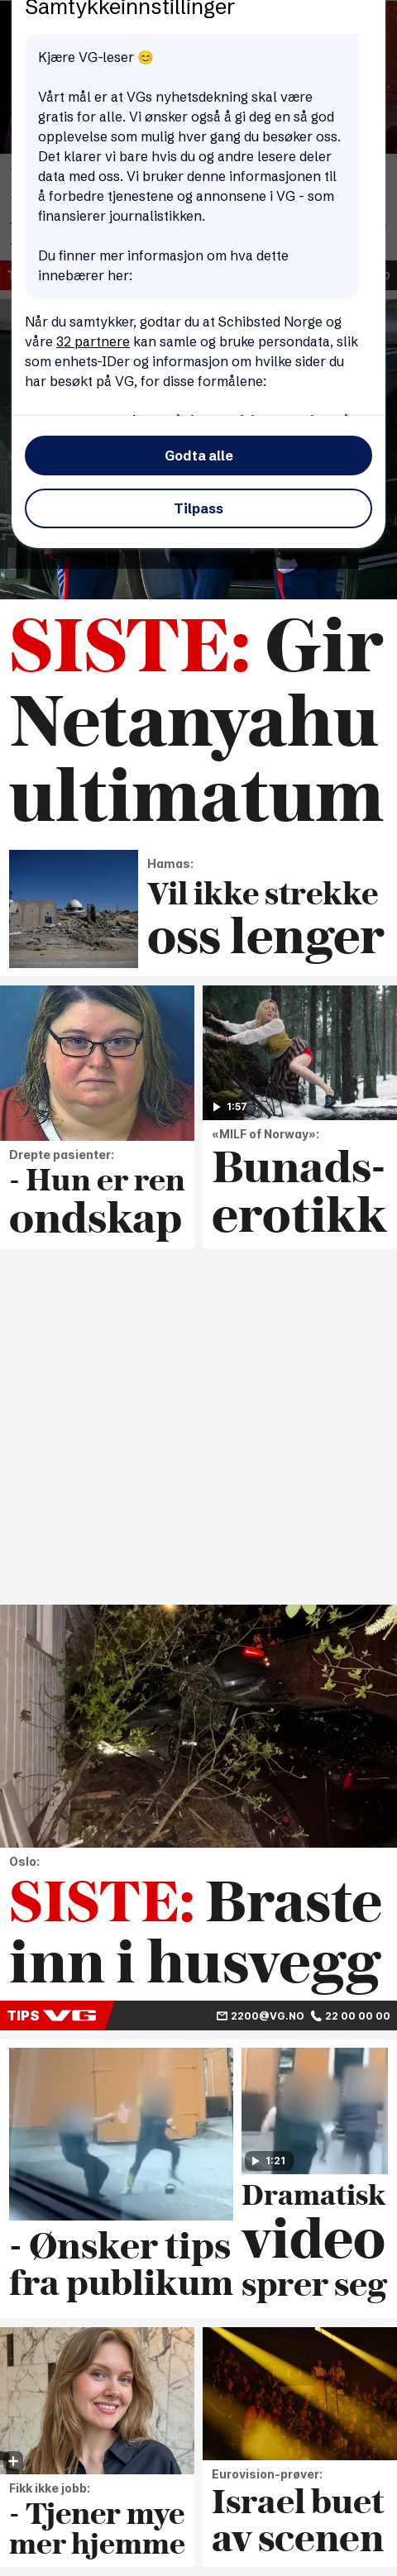 Samtykkeinnstillinger
Kjære VG-leser 😊
Vårt mål er at VGs nyhetsdekning skal være
gratis for alle. Vi ønsker også å gi deg en så god
opplevelse som mulig hver gang du besøker oss.
Det klarer vi bare hvis du og andre lesere deler
data med oss. Vi bruker denne informasjonen til
å forbedre tjenestene og annonsene i VG - som
finansierer journalistikken.
Du finner mer informasjon om hva dette
innebærer her:
Når du samtykker, godtar du at Schibsted Norge og
våre 32 partnere kan samle og bruke persondata, slik
som enhets-IDer og informasjon om hvilke sider du
har besøkt på VG, for disse formålene:
Godta alle
Tilpass
SISTE: Gir
Netanyahu
ultimatum
Hamas:
Vil ikke strekke
oss lenger
Drepte pasienter:
- Hun er ren
ondskap
1:57
«MILF of Norway»:
Bunads-
erotikk
Oslo:
SISTE: Braste
inn i husvegg
TIPS VG 2200@VG.NO 22 00 00 00
- Ønsker tips
fra publikum
1:21
Dramatisk
video
sprer seg
Fikk ikke jobb:
- Tjener mye
mer hjemme
Eurovision-prøver:
Israel buet
av scenen